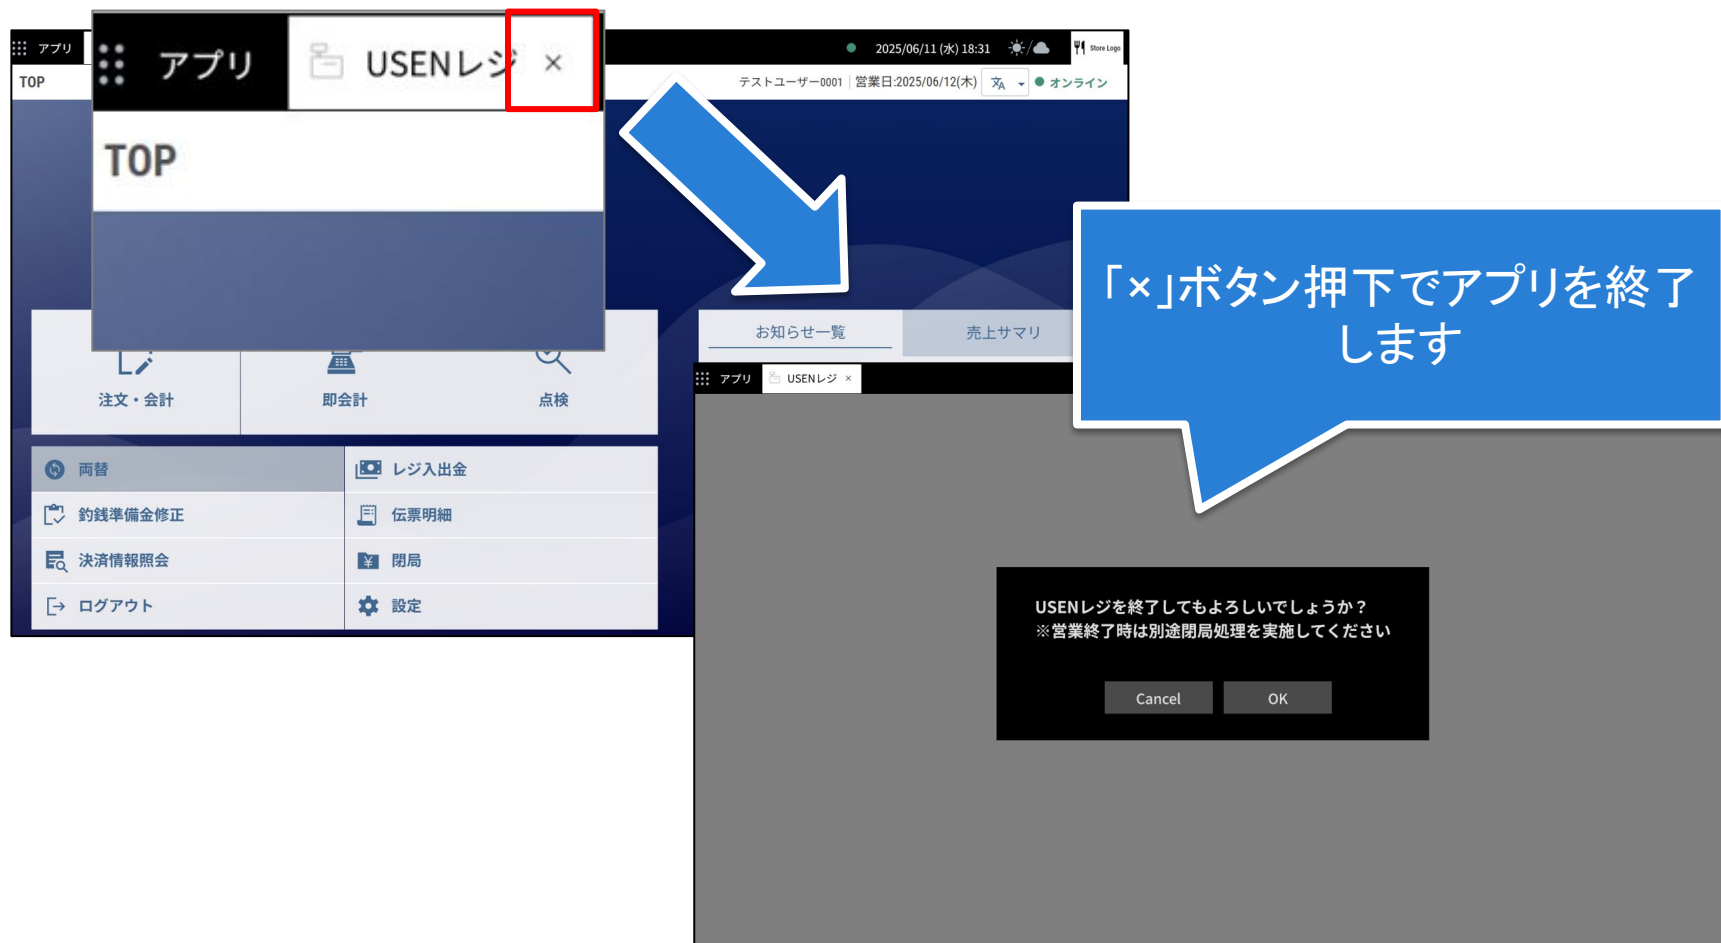 アプリ
2025/06/11 (水) 18:31
Store Logo
TOP
テストユーザー0001
営業日:2025/06/12(木)
オンライン
アプリ
USENレジ ×
TOP
「×」ボタン押下でアプリを終了
します
お知らせ一覧
売上サマリ
注文・会計
即会計
点検
両替
レジ入出金
釣銭準備金修正
伝票明細
決済情報照会
閉局
ログアウト
設定
アプリ
USENレジ ×
USENレジを終了してもよろしいでしょうか？
※営業終了時は別途閉局処理を実施してください
Cancel
OK